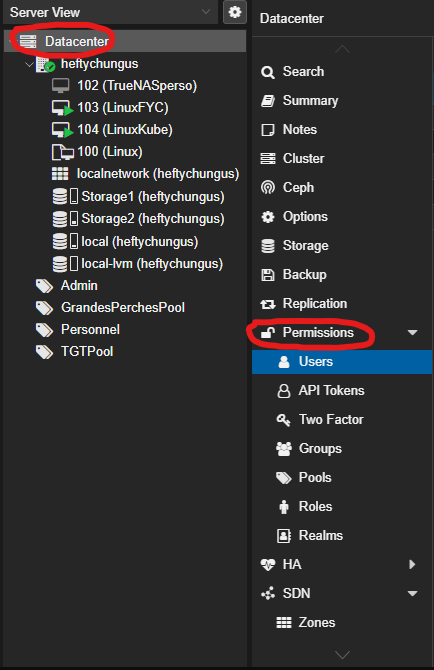 Server View
Datacenter
heftychungus
102 (TrueNASperso)
103 (LinuxFYC)
104 (LinuxKube)
100 (Linux)
localnetwork (heftychungus)
Storage1 (heftychungus)
Storage2 (heftychungus)
local (heftychungus)
local-lvm (heftychungus)
Admin
GrandesPerchesPool
Personnel
TGTPool
Datacenter
Search
Summary
Notes
Cluster
Ceph
Options
Storage
Backup
Replication
Permissions
Users
API Tokens
Two Factor
Groups
Pools
Roles
Realms
HA
SDN
Zones